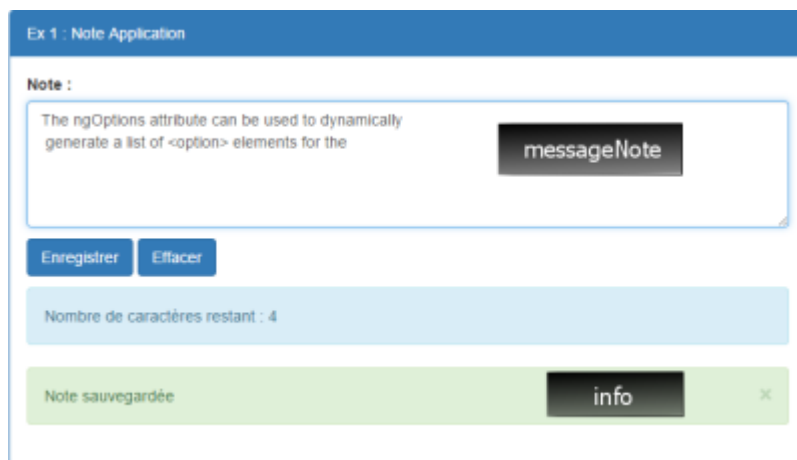 Ex 1 : Note Application
Note :
The ngOptions attribute can be used to dynamically
generate a list of <option> elements for the
messageNote
Enregistrer Effacer
Nombre de caractères restant : 4
Note sauvegardée info ×